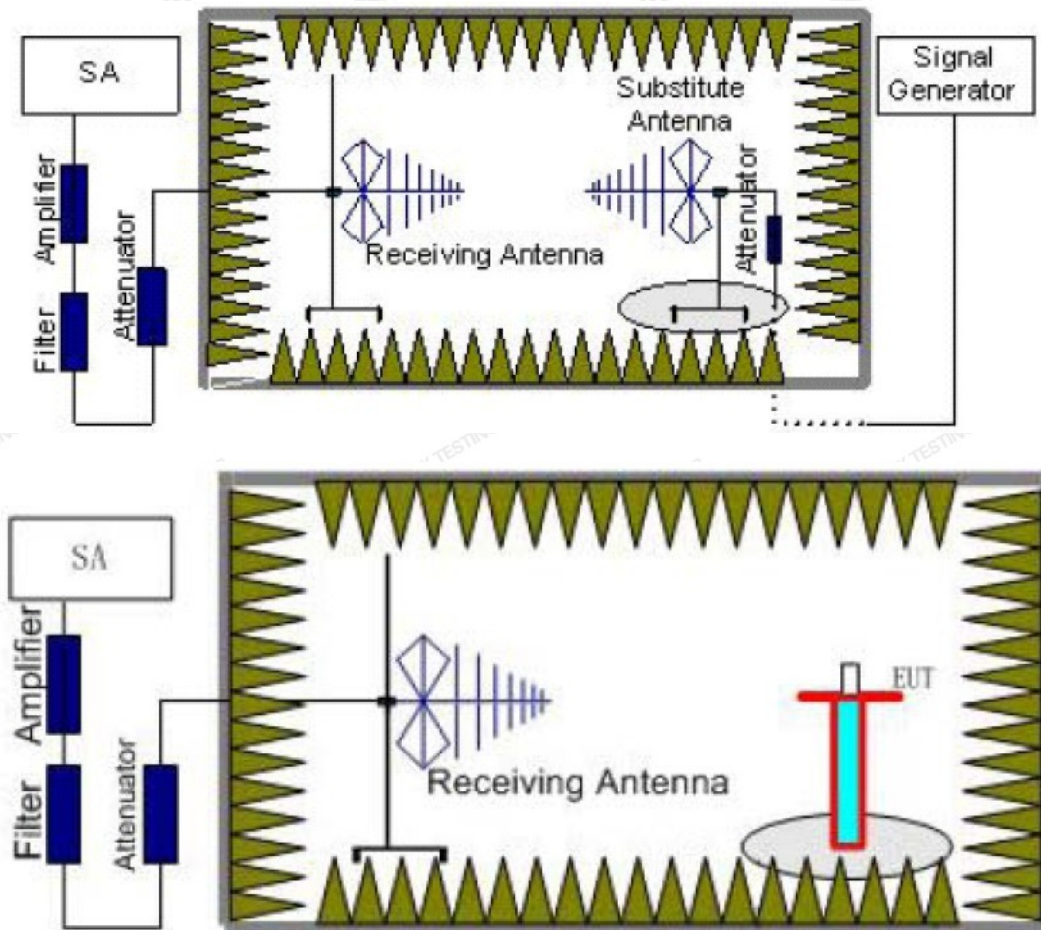 SA
Amplifier
Filter
Attenuator
Receiving Antenna
Substitute
Antenna
Attenuator
Signal
Generator
SA
Amplifier
Filter
Attenuator
Receiving Antenna
EUT